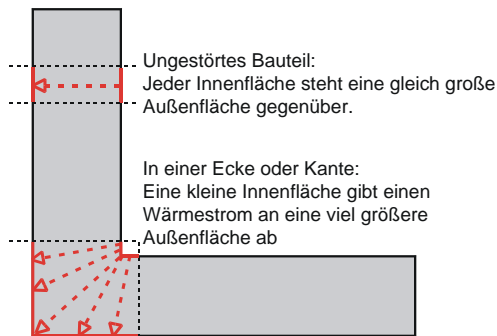 Ungestörtes Bauteil:
Jeder Innenfläche steht eine gleich große
Außenfläche gegenüber.
In einer Ecke oder Kante:
Eine kleine Innenfläche gibt einen
Wärmestrom an eine viel größere
Außenfläche ab